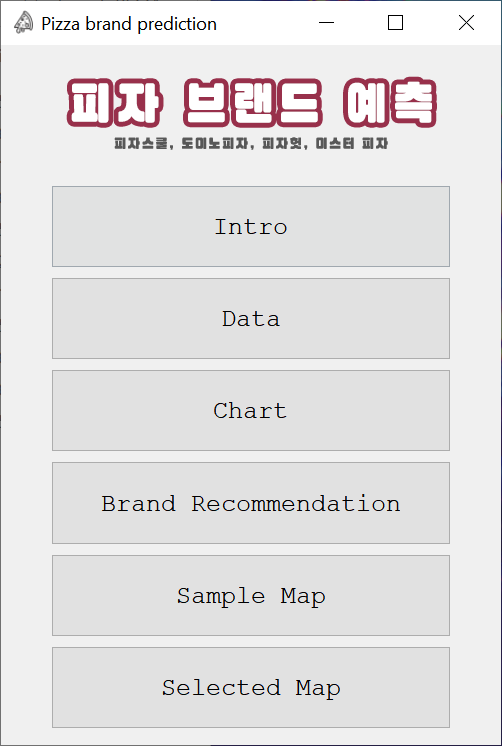 Pizza brand prediction
피자 브랜드 예측
피자스쿨, 도미노피자, 피자헛, 미스터 피자
Intro
Data
Chart
Brand Recommendation
Sample Map
Selected Map